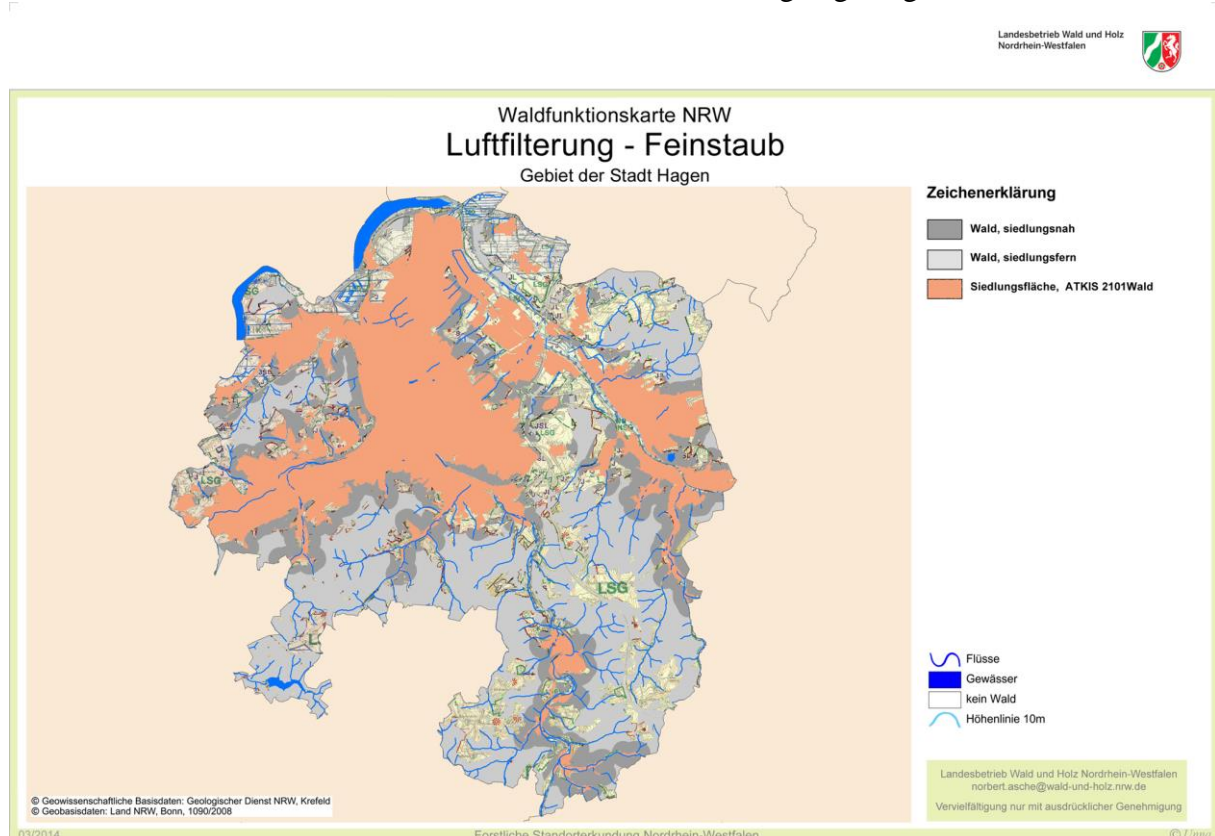 Landesbetrieb Wald und Holz
Nordrhein-Westfalen
Waldfunktionskarte NRW
Luftfilterung - Feinstaub
Gebiet der Stadt Hagen
Zeichenerklärung
Wald, siedlungsnah
Wald, siedlungsfern
Siedlungsfläche, ATKIS 2101Wald
LSG
LSG
JSL
LSG
LSG
LSG
Flüsse
Gewässer
kein Wald
Höhenlinie 10m
Landesbetrieb Wald und Holz Nordrhein-Westfalen
norbert.asche@wald-und-holz.nrw.de
Vervielfältigung nur mit ausdrücklicher Genehmigung
© Geowissenschaftliche Basisdaten: Geologischer Dienst NRW, Krefeld
© Geobasisdaten: Land NRW, Bonn, 1090/2008
03/2014
Forstliche Standorterkundung Nordrhein-Westfalen